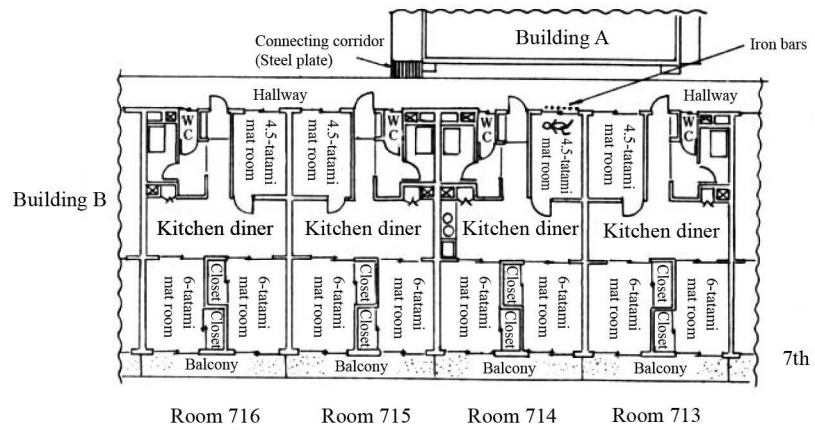 Building A
Connecting corridor
(Steel plate)
Iron bars
Hallway
Hallway
WC
4.5-tatami
mat room
4.5-tatami
mat room
WC
WC
4.5-tatami
mat room
4.5-tatami
mat room
WC
Building B
Kitchen diner
Kitchen diner
Kitchen diner
Kitchen diner
6-tatami
mat room
Closet
Closet
6-tatami
mat room
6-tatami
mat room
Closet
Closet
6-tatami
mat room
6-tatami
mat room
Closet
Closet
6-tatami
mat room
6-tatami
mat room
Closet
Closet
6-tatami
mat room
Balcony
Balcony
Balcony
Balcony
7th
Room 716
Room 715
Room 714
Room 713